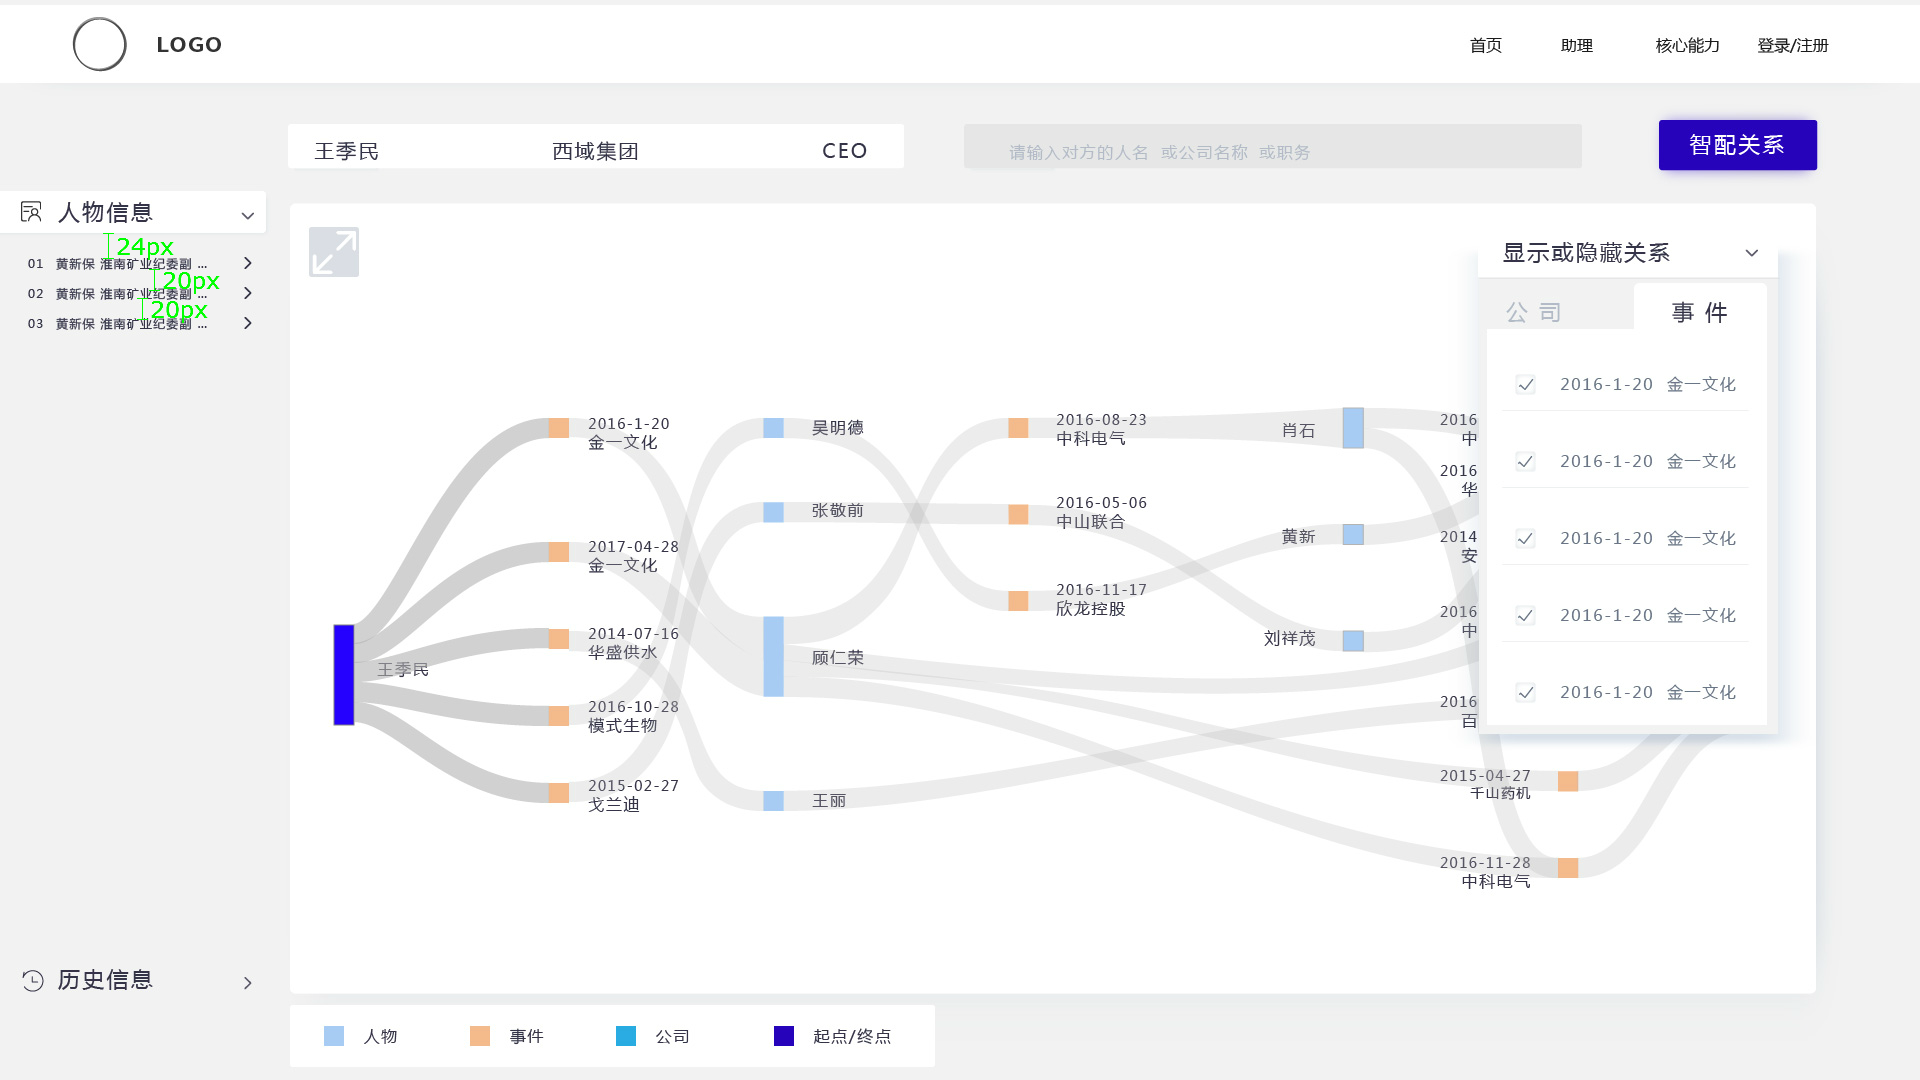 LOGO
首页
助理
核心能力
登录/注册
王季民
西域集团
CEO
请输入对方的人名 或公司名称 或职务
智配关系
人物信息
24px
01 黄新保 淮南矿业纪委副 ...
20px
02 黄新保 淮南矿业纪委副 ...
20px
03 黄新保 淮南矿业纪委副 ...
历史信息
显示或隐藏关系
公 司
事 件
2016-1-20 金一文化
2016-1-20 金一文化
2016-1-20 金一文化
2016-1-20 金一文化
2016-1-20 金一文化
王季民
2016-1-20
金一文化
2017-04-28
金一文化
2014-07-16
华盛供水
2016-10-28
模式生物
2015-02-27
戈兰迪
吴明德
张敬前
顾仁荣
王丽
2016-08-23
中科电气
2016-05-06
中山联合
2016-11-17
欣龙控股
肖石
黄新
刘祥茂
2016
中
2016
华
2014
安
2016
中
2016
百
2015-04-27
千山药机
2016-11-28
中科电气
人物
事件
公司
起点/终点